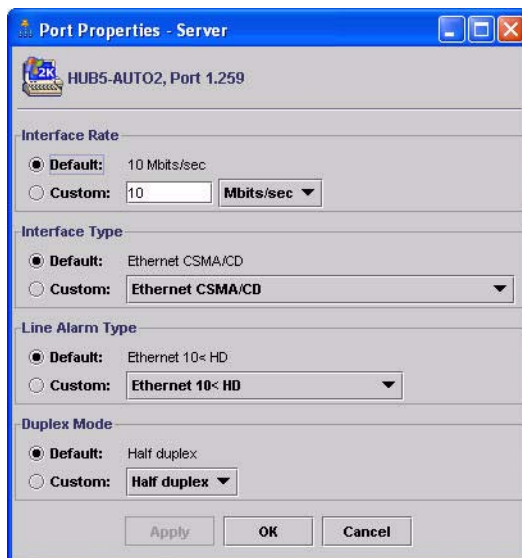 Port Properties - Server
2K
HUB5-AUTO2, Port 1.259
Interface Rate
Default: 10 Mbits/sec
Custom: 10 Mbits/sec
Interface Type
Default: Ethernet CSMA/CD
Custom: Ethernet CSMA/CD
Line Alarm Type
Default: Ethernet 10< HD
Custom: Ethernet 10< HD
Duplex Mode
Default: Half duplex
Custom: Half duplex
Apply OK Cancel